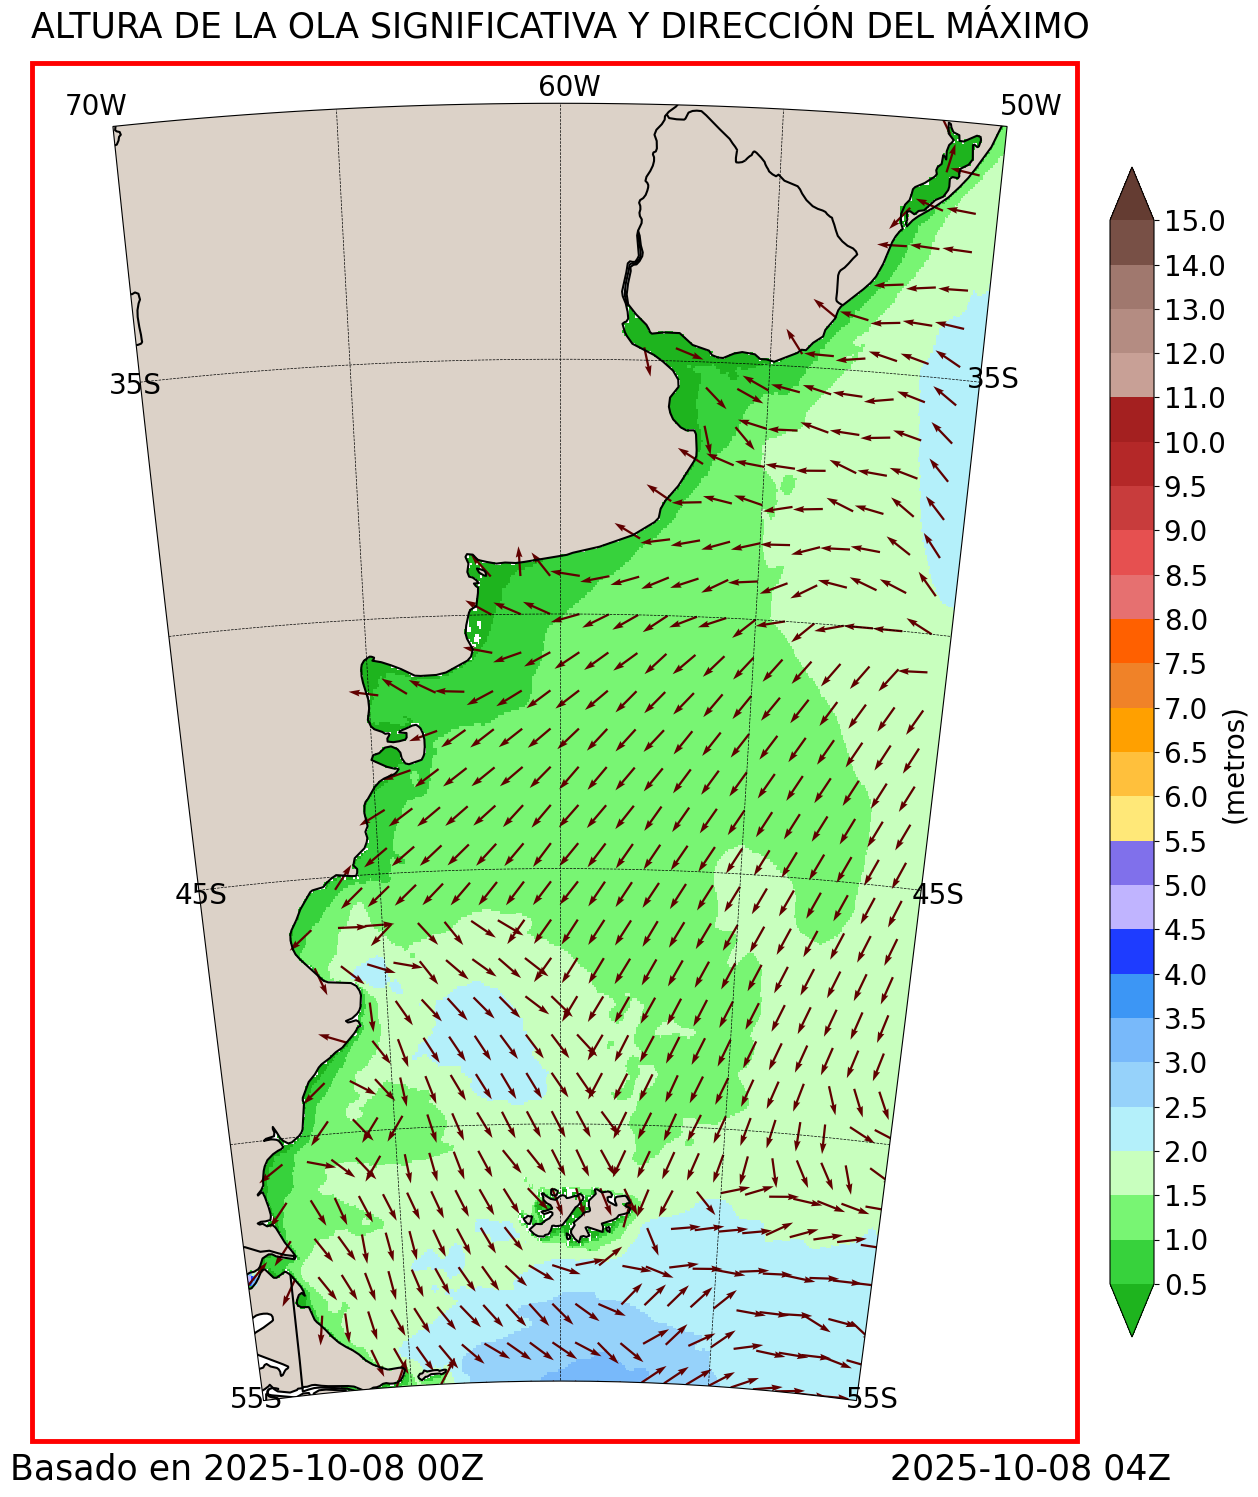 ALTURA DE LA OLA SIGNIFICATIVA Y DIRECCIÓN DEL MÁXIMO
70W
60W
50W
35S
35S
45S
45S
55S
55S
15.0
14.0
13.0
12.0
11.0
10.0
9.5
9.0
8.5
8.0
7.5
7.0
6.5
6.0
5.5
5.0
4.5
4.0
3.5
3.0
2.5
2.0
1.5
1.0
0.5
(metros)
Basado en 2025-10-08 00Z
2025-10-08 04Z